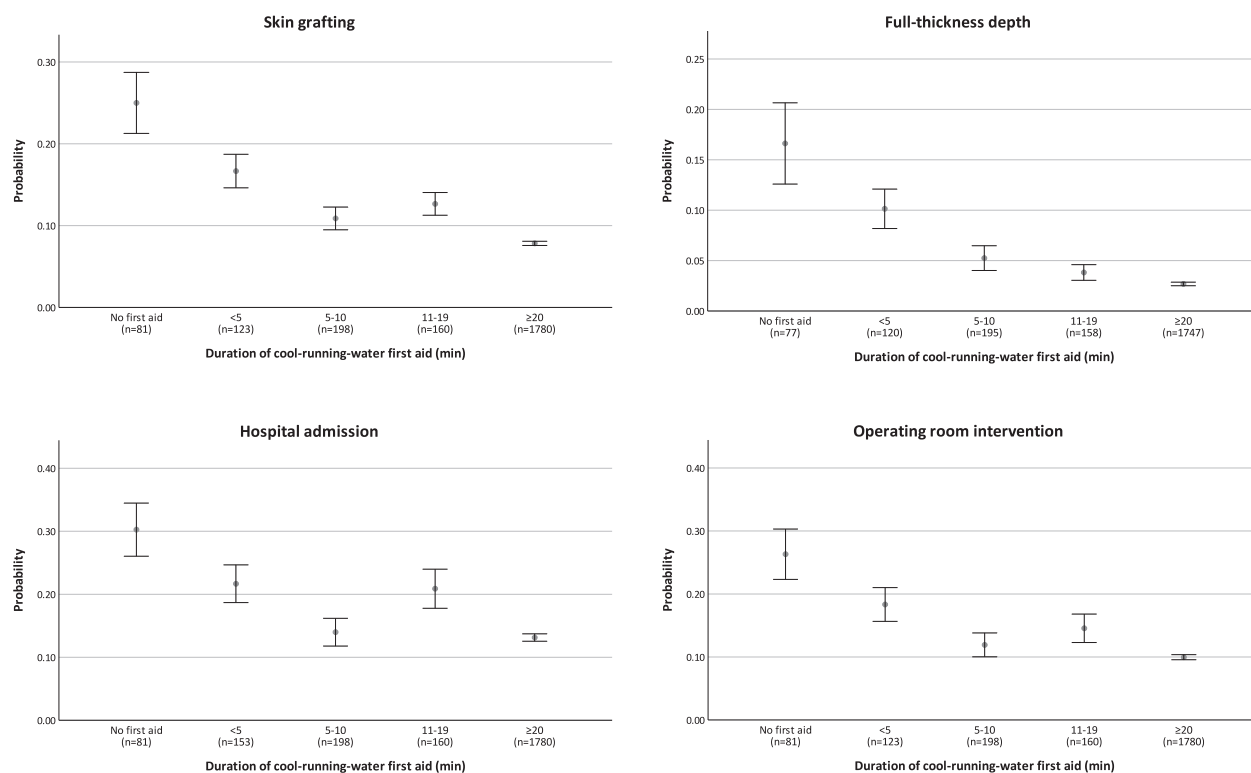 Skin grafting
0.30
0.20
0.10
0.00
Probability
No first aid <5 5-10 11-19 ≥20
(n=81) (n=123) (n=198) (n=160) (n=1780)
Duration of cool-running-water first aid (min)
Full-thickness depth
0.25
0.20
0.15
0.10
0.05
0.00
Probability
No first aid <5 5-10 11-19 ≥20
(n=77) (n=120) (n=195) (n=158) (n=1747)
Duration of cool-running-water first aid (min)
Hospital admission
0.40
0.30
0.20
0.10
0.00
Probability
No first aid <5 5-10 11-19 ≥20
(n=81) (n=153) (n=198) (n=160) (n=1780)
Duration of cool-running-water first aid (min)
Operating room intervention
0.40
0.30
0.20
0.10
0.00
Probability
No first aid <5 5-10 11-19 ≥20
(n=81) (n=123) (n=198) (n=160) (n=1780)
Duration of cool-running-water first aid (min)